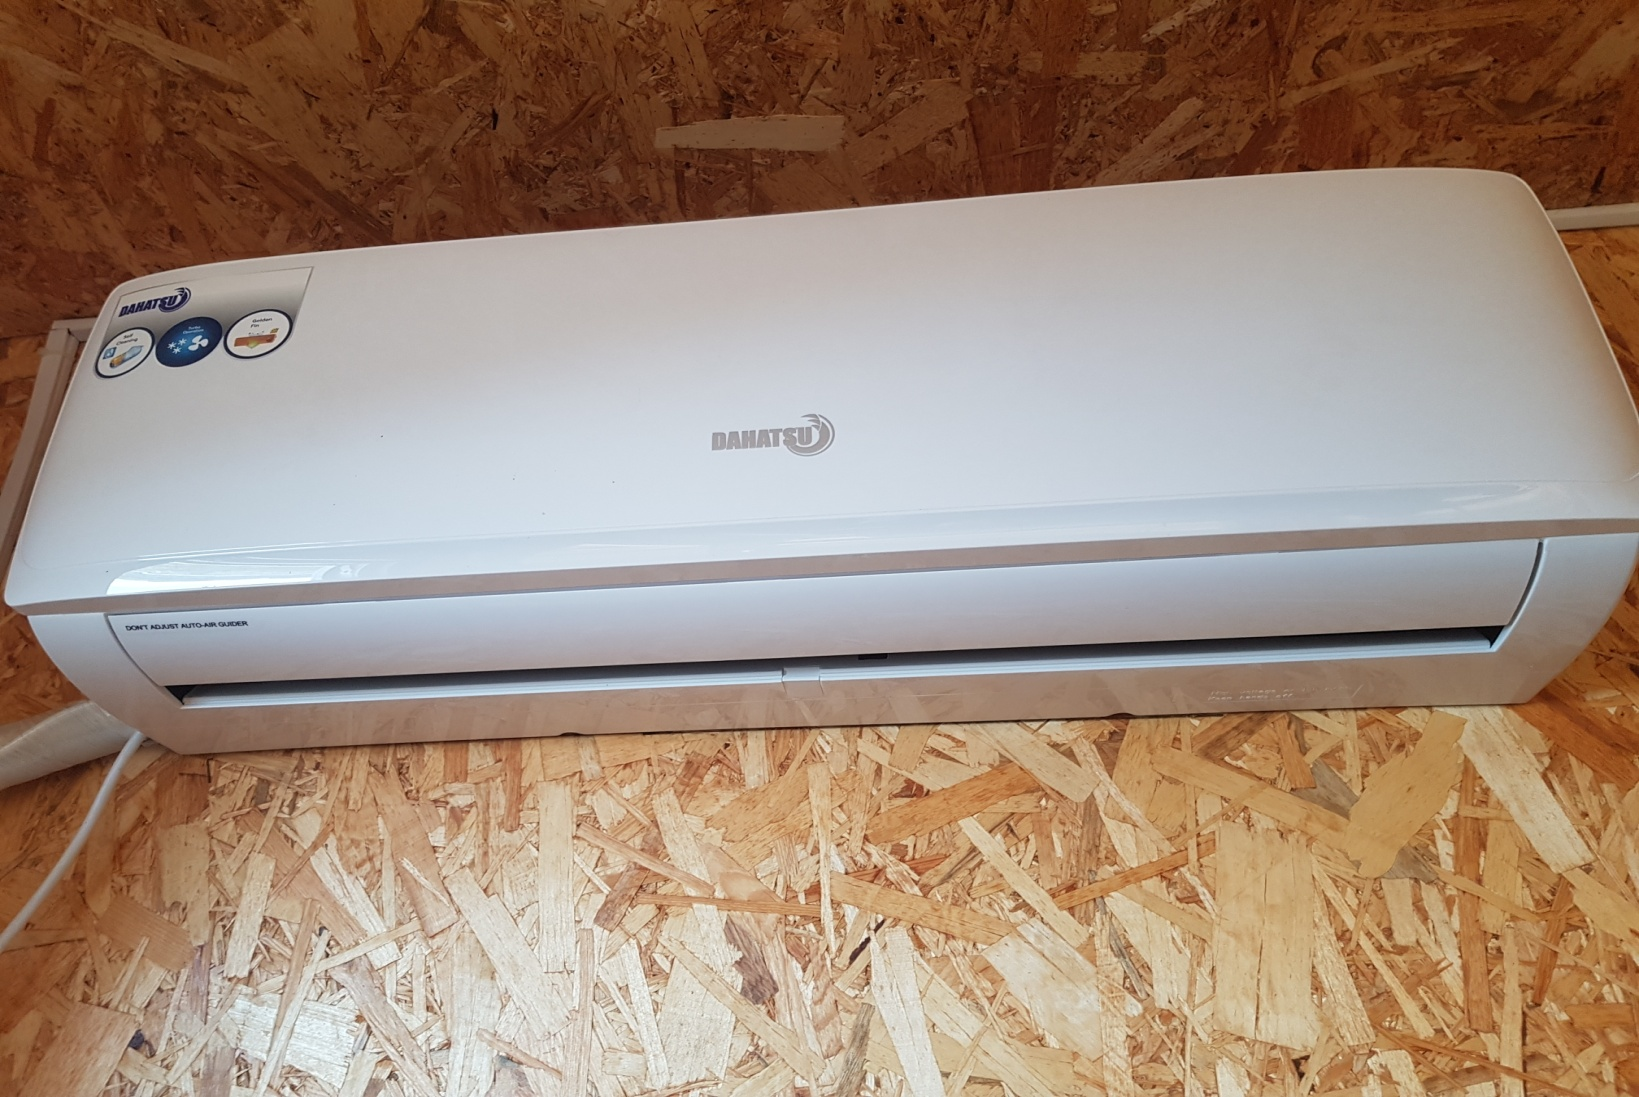 DAHATSU
Self
Cleaning
Turbo
Operation
Golden
Fin
DAHATSU
DON'T ADJUST AUTO-AIR GUIDER